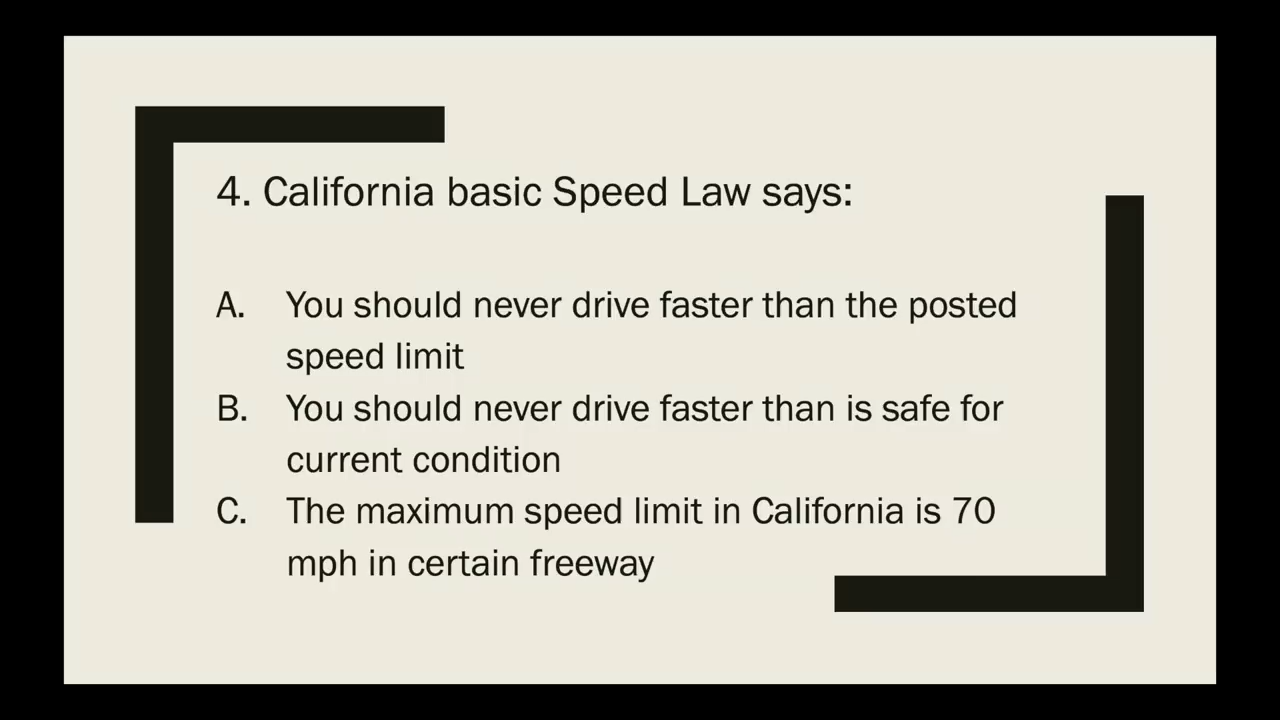 4. California basic Speed Law says:
A. You should never drive faster than the posted
speed limit
B. You should never drive faster than is safe for
current condition
C. The maximum speed limit in California is 70
mph in certain freeway